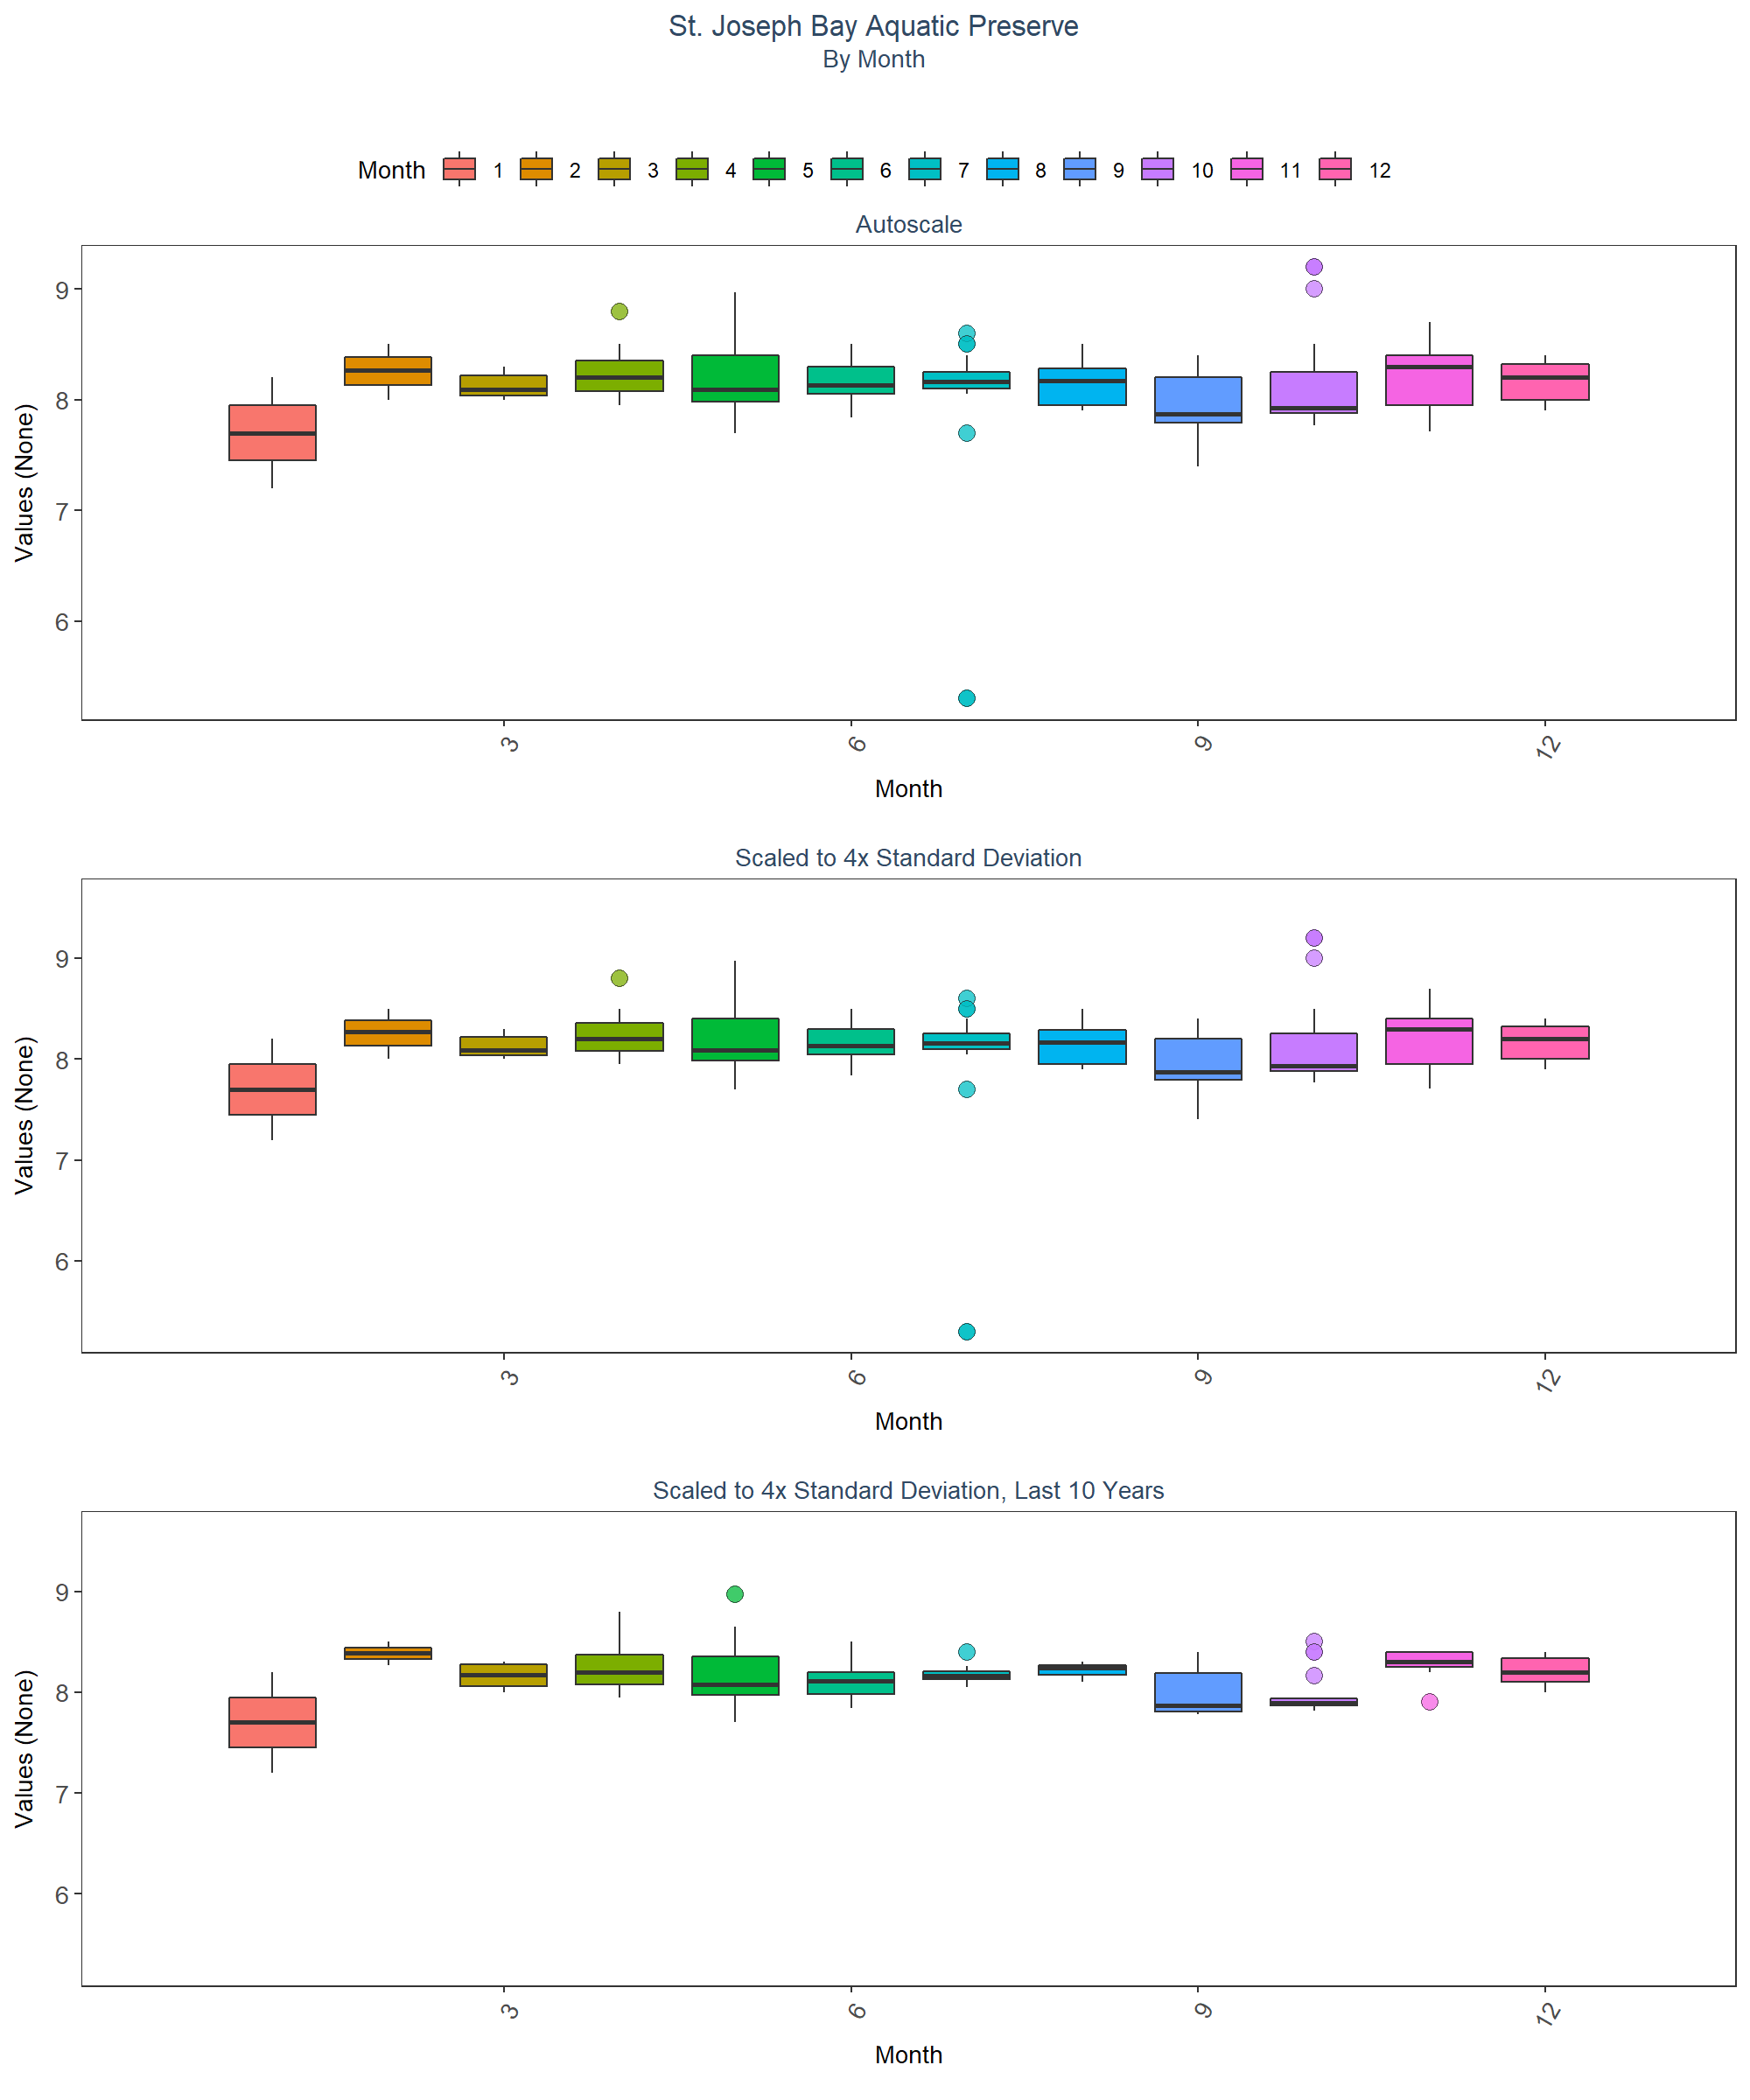 St. Joseph Bay Aquatic Preserve
By Month
Month 1 2 3 4 5 6 7 8 9 10 11 12
Autoscale
Values (None)
9
8
7
6
3 6 9 12
Month
Scaled to 4x Standard Deviation
Values (None)
9
8
7
6
3 6 9 12
Month
Scaled to 4x Standard Deviation, Last 10 Years
Values (None)
9
8
7
6
3 6 9 12
Month